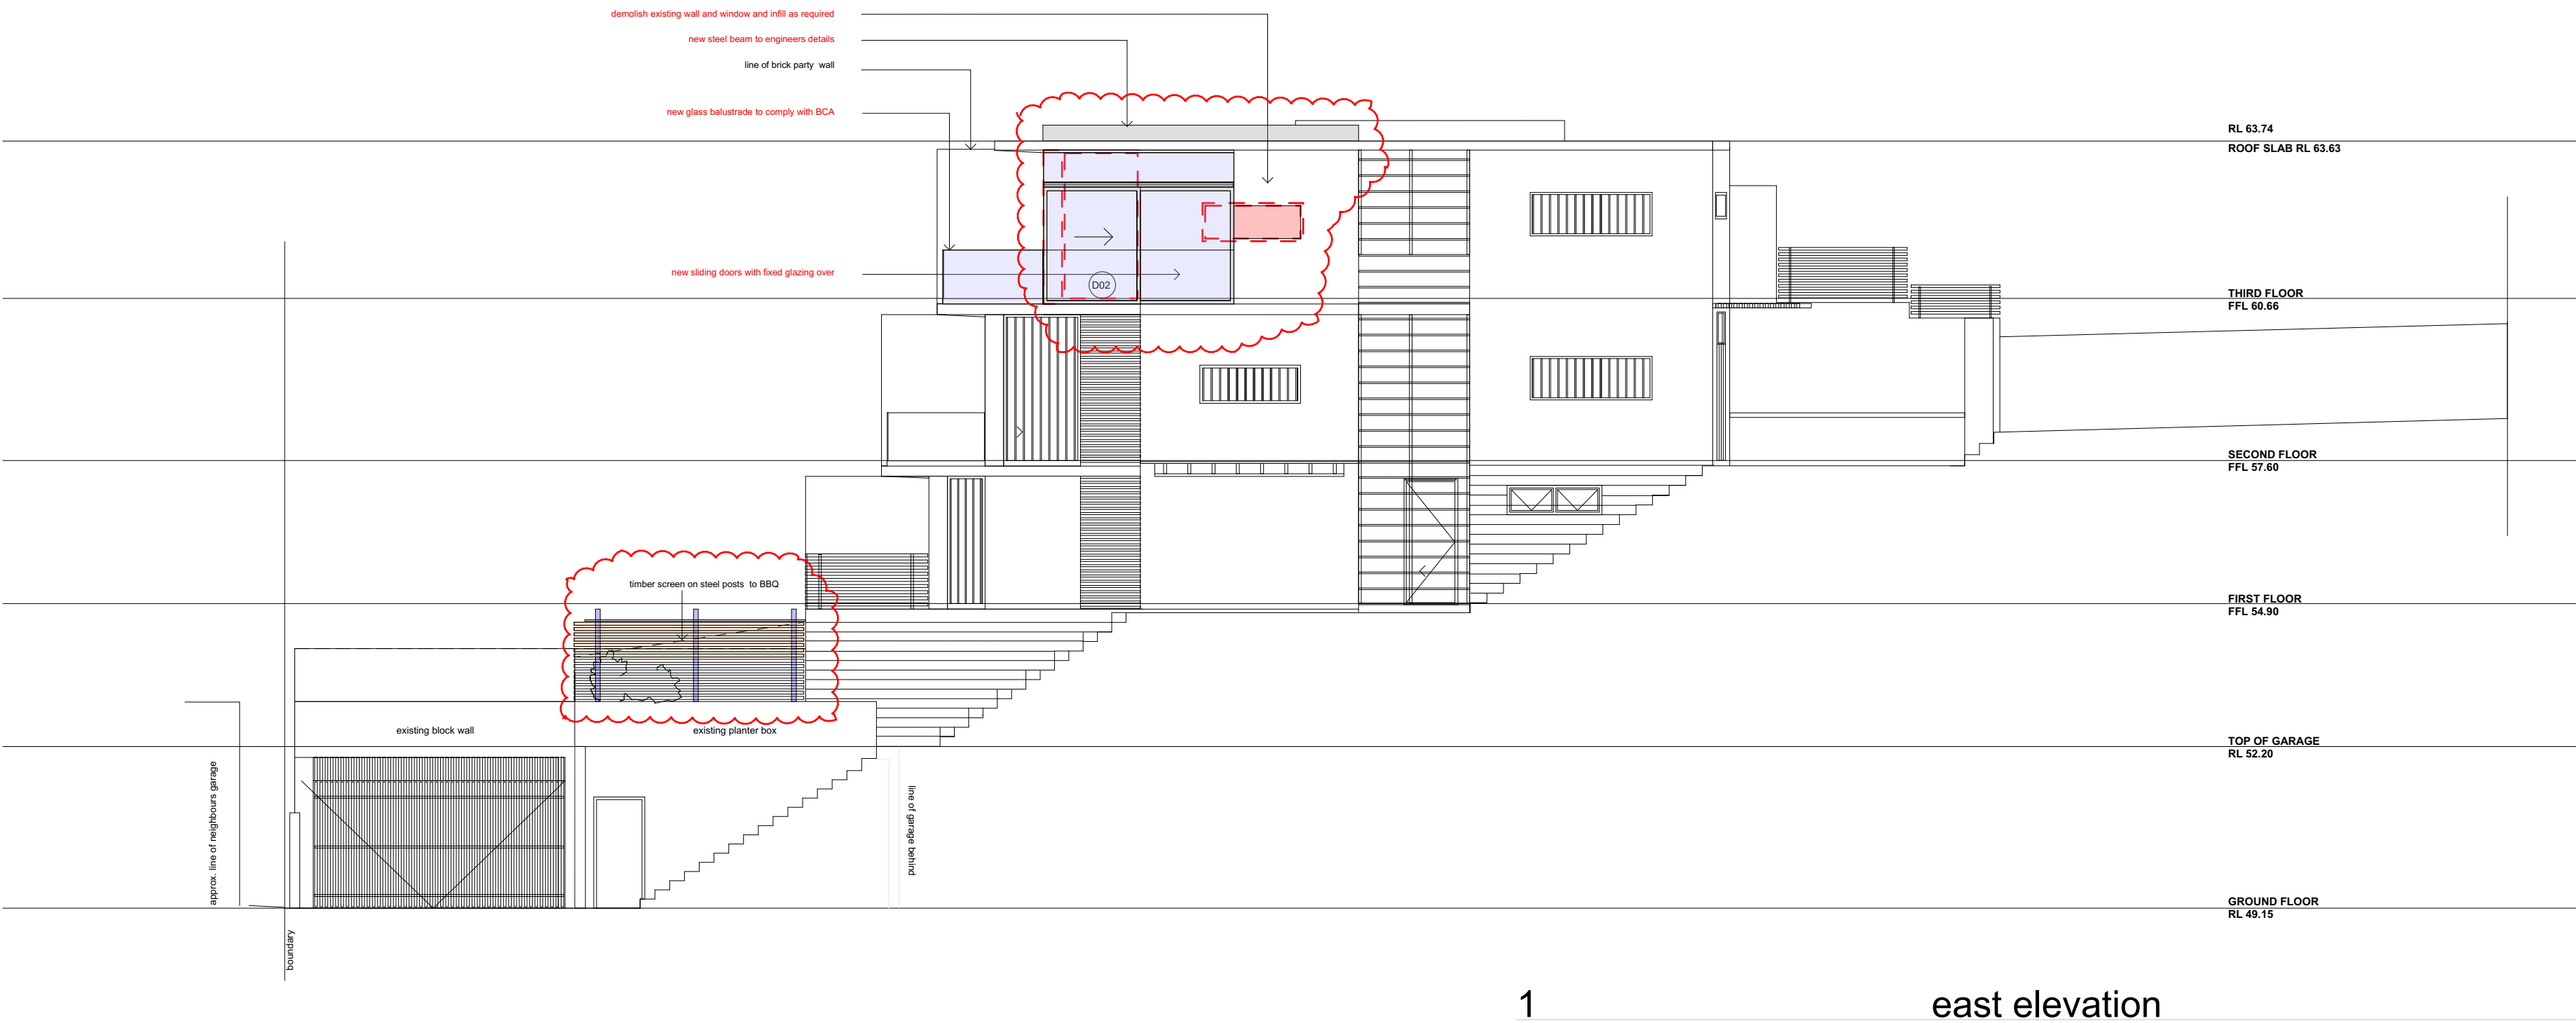 demolish existing wall and window and infill as required
new steel beam to engineers details
line of brick party wall
new glass balustrade to comply with BCA
RL 63.74
ROOF SLAB RL 63.63
new sliding doors with fixed glazing over
D02
THIRD FLOOR
FFL 60.66
SECOND FLOOR
FFL 57.60
timber screen on steel posts to BBQ
FIRST FLOOR
FFL 54.90
existing block wall
existing planter box
TOP OF GARAGE
RL 52.20
approx. line of neighbours garage
line of garage behind
GROUND FLOOR
RL 49.15
boundary
1
east elevation